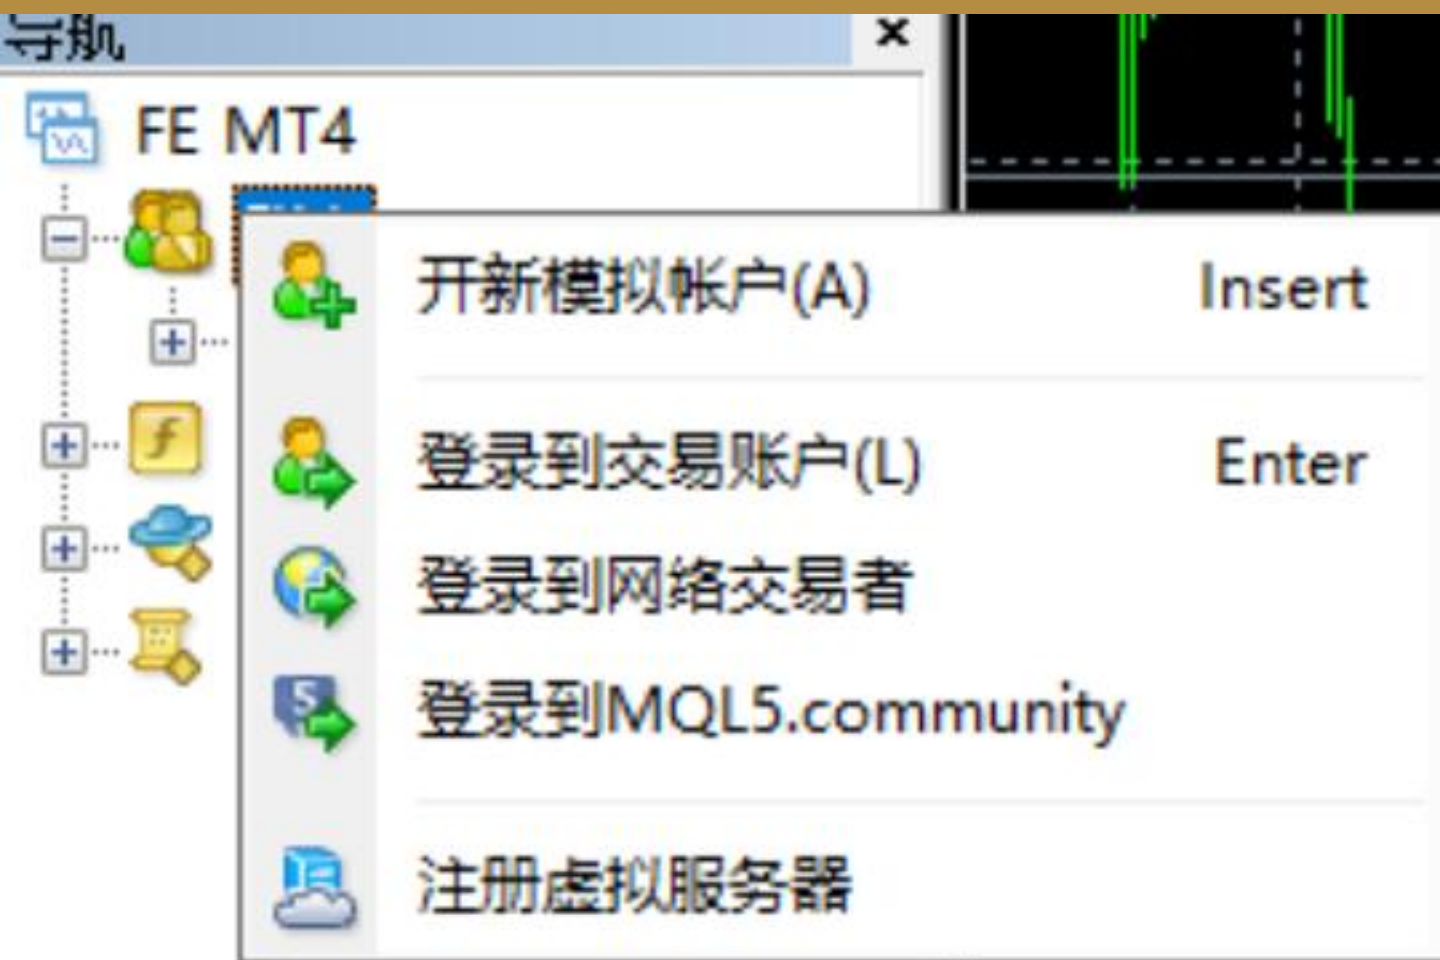 导航
FE MT4
开新模拟帐户(A) Insert
登录到交易账户(L) Enter
登录到网络交易者
登录到MQL5.community
注册虚拟服务器